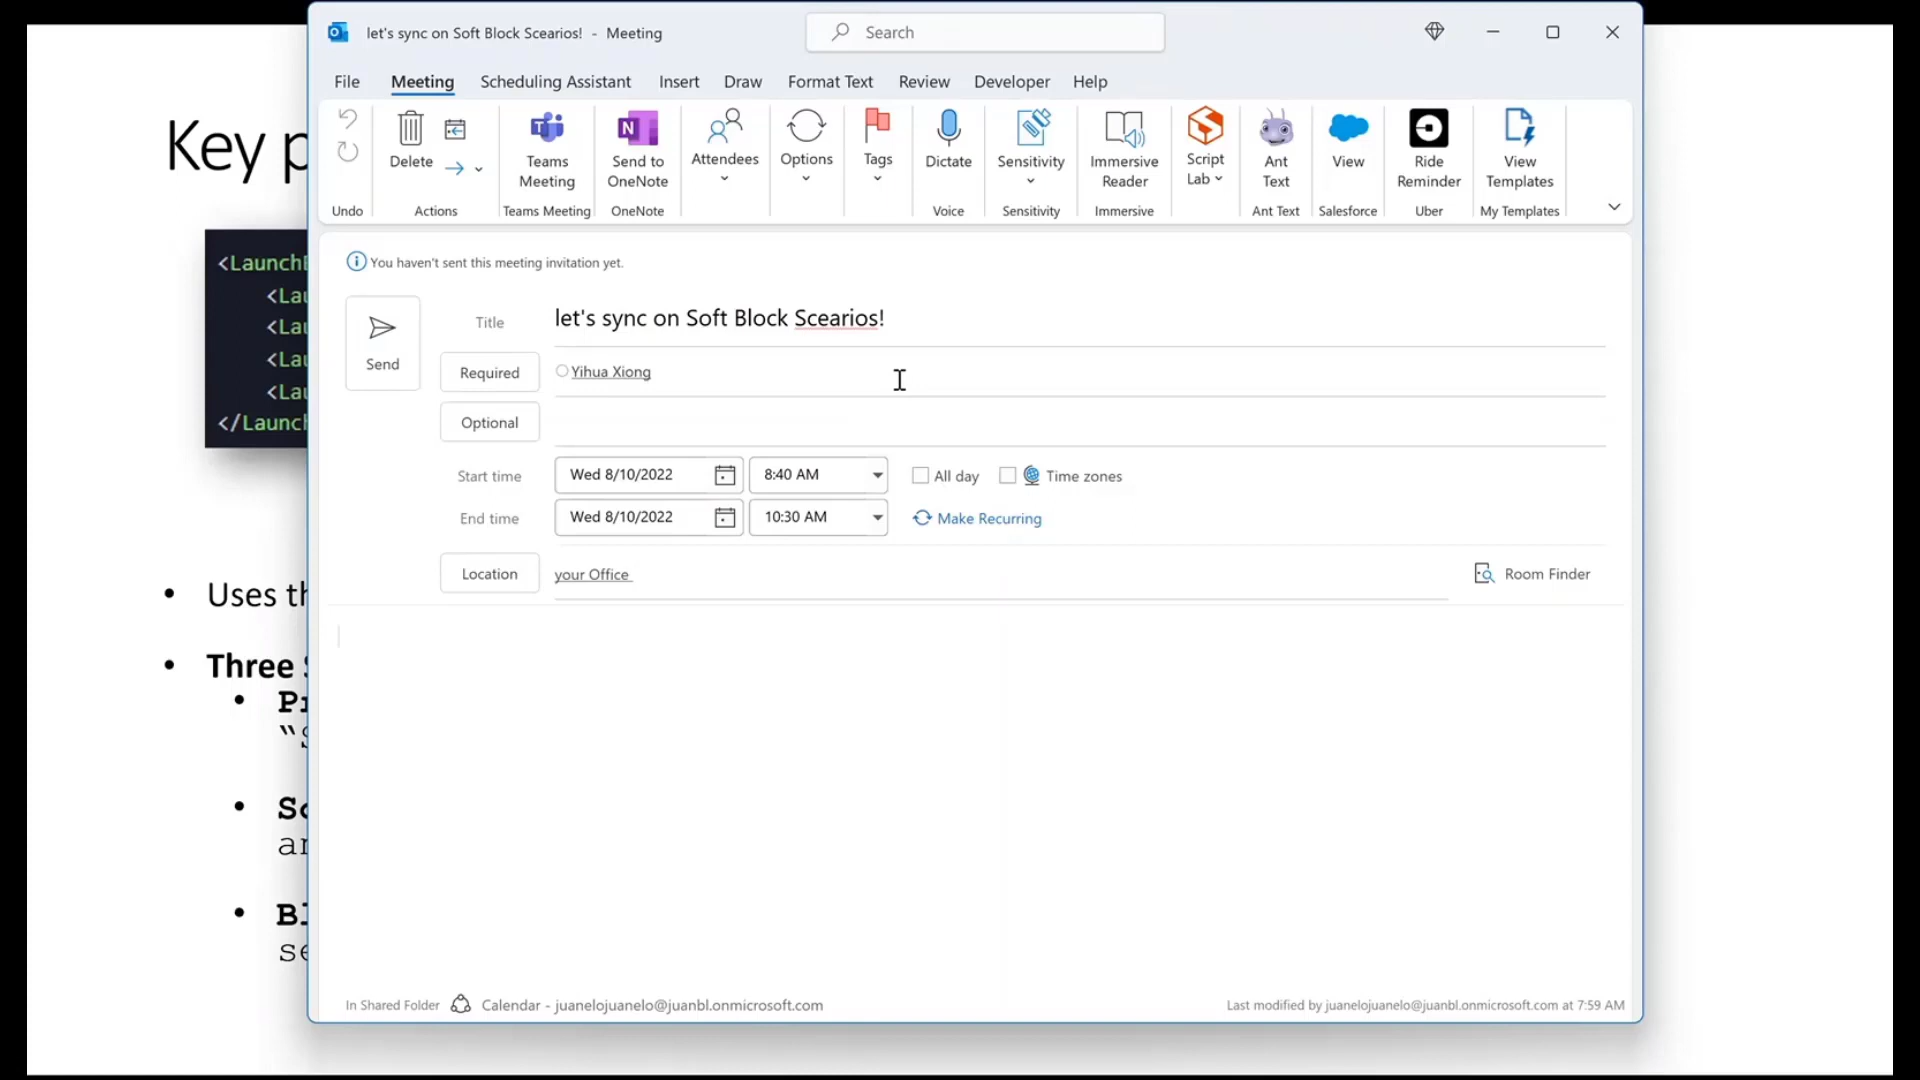 let's sync on Soft Block Scearios! - Meeting
Search
File Meeting Scheduling Assistant Insert Draw Format Text Review Developer Help
Delete
Teams Meeting
Send to OneNote
Attendees
Options
Tags
Dictate
Sensitivity
Immersive Reader
Script Lab
Ant Text
View
Ride Reminder
View Templates
Undo Actions Teams Meeting OneNote Voice Sensitivity Immersive Ant Text Salesforce Uber My Templates
You haven't sent this meeting invitation yet.
Send
Title let's sync on Soft Block Scearios!
Required Yihua Xiong
Optional
Start time Wed 8/10/2022 8:40 AM All day Time zones
End time Wed 8/10/2022 10:30 AM Make Recurring
Location your Office Room Finder
In Shared Folder Calendar - juanelojuanelo@juanbl.onmicrosoft.com Last modified by juanelojuanelo@juanbl.onmicrosoft.com at 7:59 AM
Key
• Uses
• Three